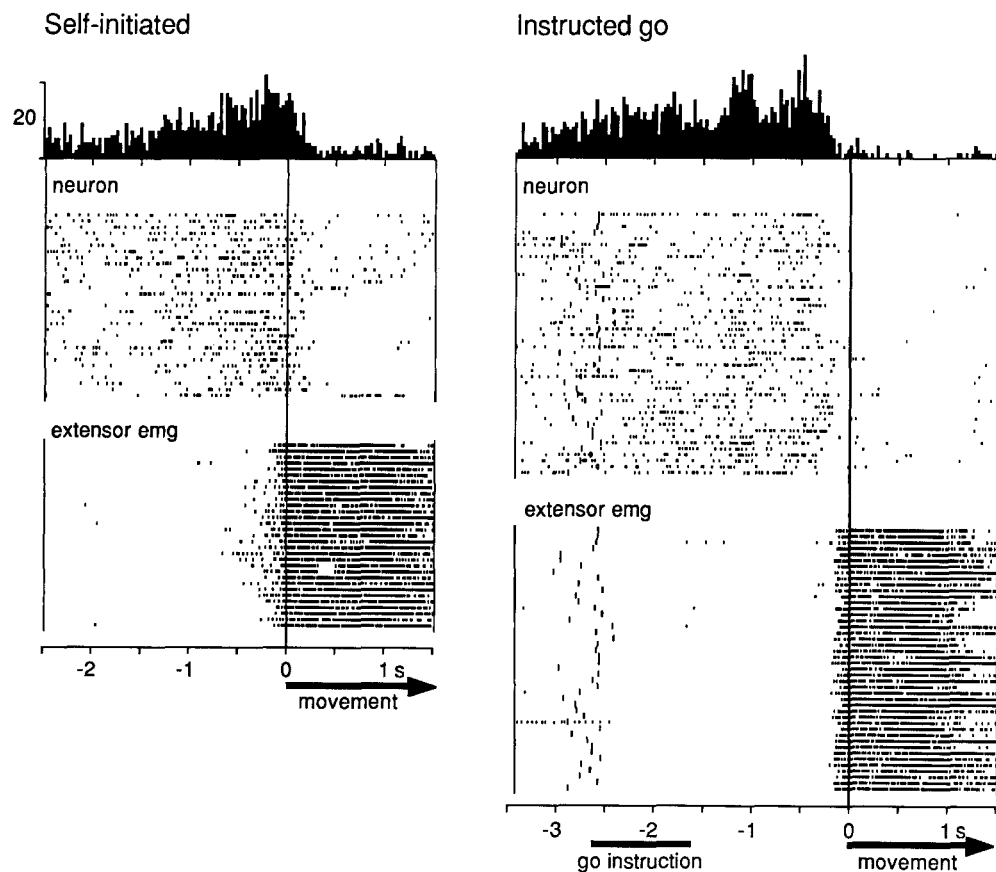 Self-initiated
20
neuron
extensor emg
-2 -1 0 1 s
movement
Instructed go
neuron
extensor emg
-3 -2 -1 0 1 s
go instruction movement